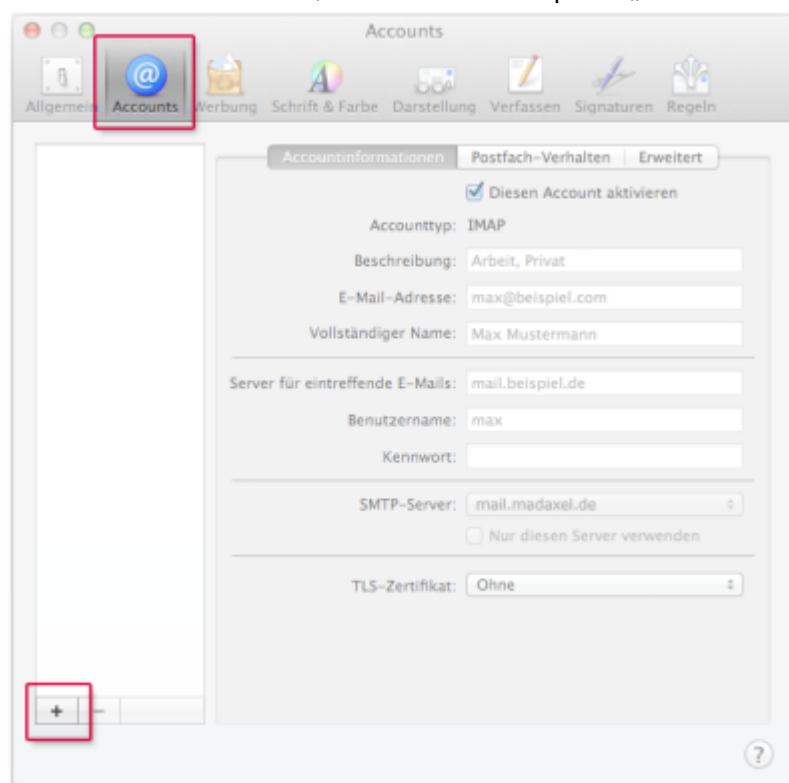 Accounts
Allgemein Accounts Werbung Schrift & Farbe Darstellung Verfassen Signaturen Regeln
Accountinformationen Postfach-Verhalten Erweitert
Diesen Account aktivieren
Accounttyp: IMAP
Beschreibung: Arbeit, Privat
E-Mail-Adresse: max@beispiel.com
Vollständiger Name: Max Mustermann
Server für eintreffende E-Mails: mail.beispiel.de
Benutzername: max
Kennwort:
SMTP-Server: mail.madaxel.de
Nur diesen Server verwenden
TLS-Zertifikat: Ohne
+ −
?